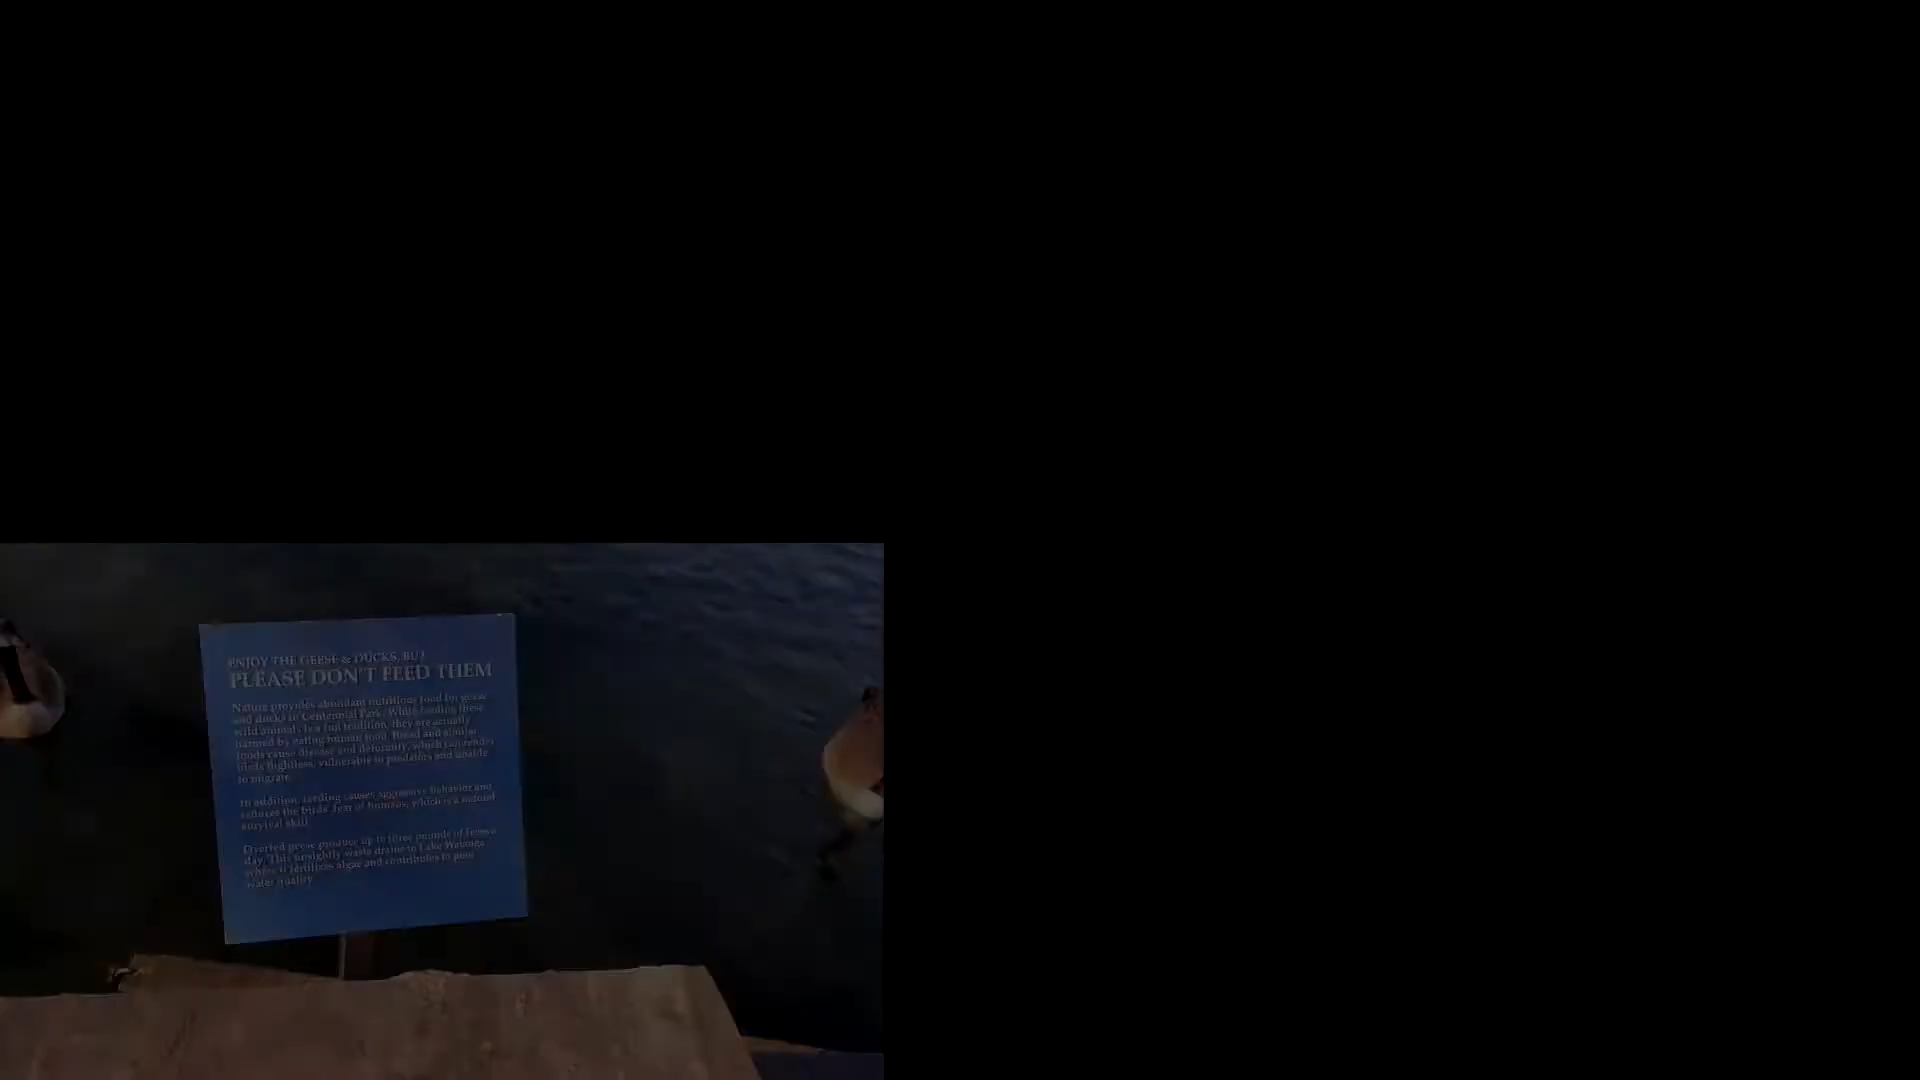 ENJOY THE GEESE & DUCKS, BUT
PLEASE DON'T FEED THEM
Nature provides abundant nutritious food for geese
and ducks in Centennial Park. While feeding these
wild animals is a fun tradition, they are actually
harmed by eating human food. Bread and similar
foods cause disease and deformity, which can render
birds flightless, vulnerable to predators and unable
to migrate.
In addition, feeding causes aggressive behavior and
reduces the birds' fear of humans, which is a natural
survival skill.
geese produce up to three pounds of feces a
day. This unsightly waste drains to Lake Watauga
where it fertilizes algae and contributes to poor
water quality.